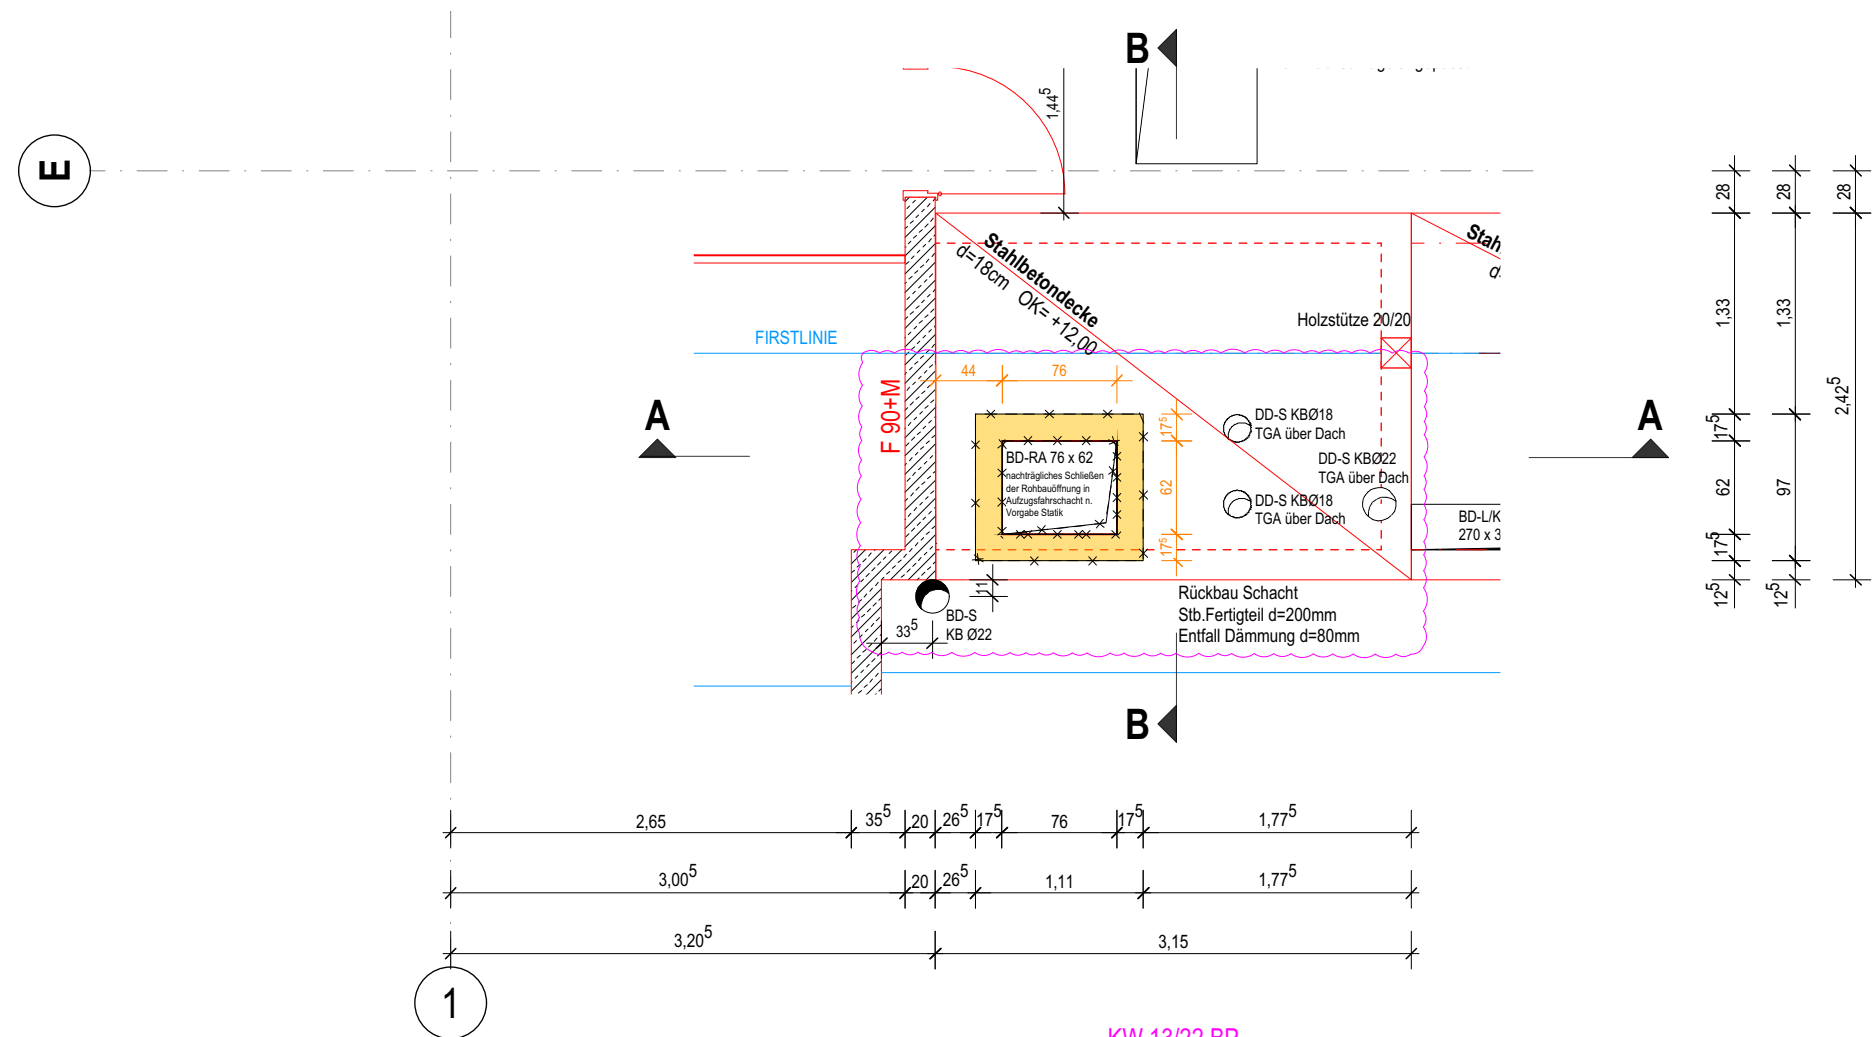 B
1,44⁵
E
28
28
28
Stahlbetondecke
d=18cm OK= +12,00
Holzstütze 20/20
FIRSTLINIE
1,33
1,33
2,42⁵
44
76
F 90+M
A
A
17⁵
DD-S KBØ18
TGA über Dach
DD-S KBØ22
TGA über Dach
BD-RA 76 x 62
nachträgliches Schließen
der Rohbauöffnung in
Aufzugsfahrschacht n.
Vorgabe Statik
62
DD-S KBØ18
TGA über Dach
BD-L/K
270 x 3
17⁵
17⁵
62
97
17⁵
12⁵
12⁵
11
BD-S
KB Ø22
33⁵
Rückbau Schacht
Stb.Fertigteil d=200mm
Entfall Dämmung d=80mm
B
2,65
35⁵
20
26⁵
17⁵
76
17⁵
1,77⁵
3,00⁵
20
26⁵
1,11
1,77⁵
3,20⁵
3,15
1
KW 13/22 BP